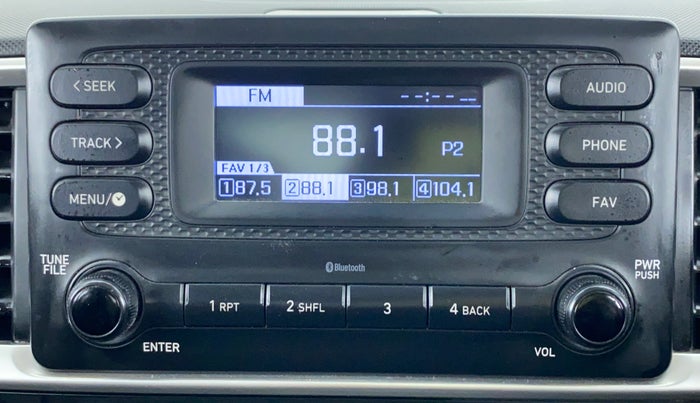 < SEEK
TRACK >
MENU/
AUDIO
PHONE
FAV
FM
--:-- --
88.1
P2
FAV 1/3
1 87.5 2 88.1 3 98.1 4 104.1
TUNE
FILE
Bluetooth
PWR
PUSH
1 RPT
2 SHFL
3
4 BACK
ENTER
VOL